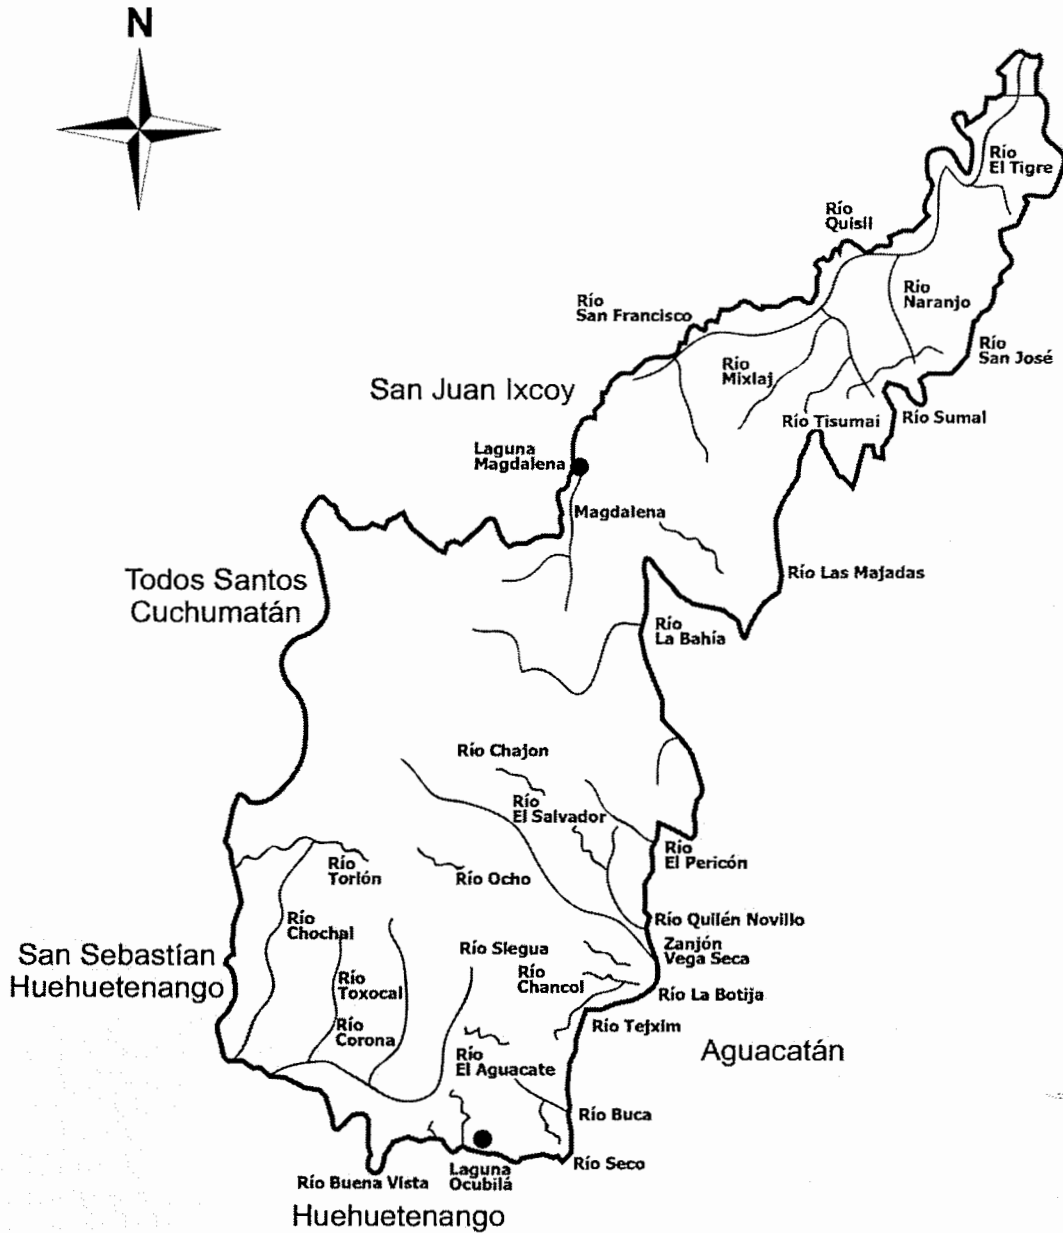 N
Río
El Tigre
Río
Quisil
Río
Naranjo
Río
San Francisco
Río
San José
Río
Mixlaj
San Juan Ixcoy
Río Tisumai
Río Sumal
Laguna
Magdalena
Magdalena
Río Las Majadas
Todos Santos
Cuchumatán
Río
La Bahía
Río Chajon
Río
El Salvador
Río
El Pericón
Río
Torlón
Río Ocho
Río
Chochal
Río Quilén Novillo
San Sebastían
Huehuetenango
Río Slegua
Zanjón
Vega Seca
Río
Chancol
Río
Toxocal
Río La Botija
Río
Corona
Río Tejxim
Aguacatán
Río
El Aguacate
Río Buca
Río Seco
Laguna
Ocubilá
Río Buena Vista
Huehuetenango